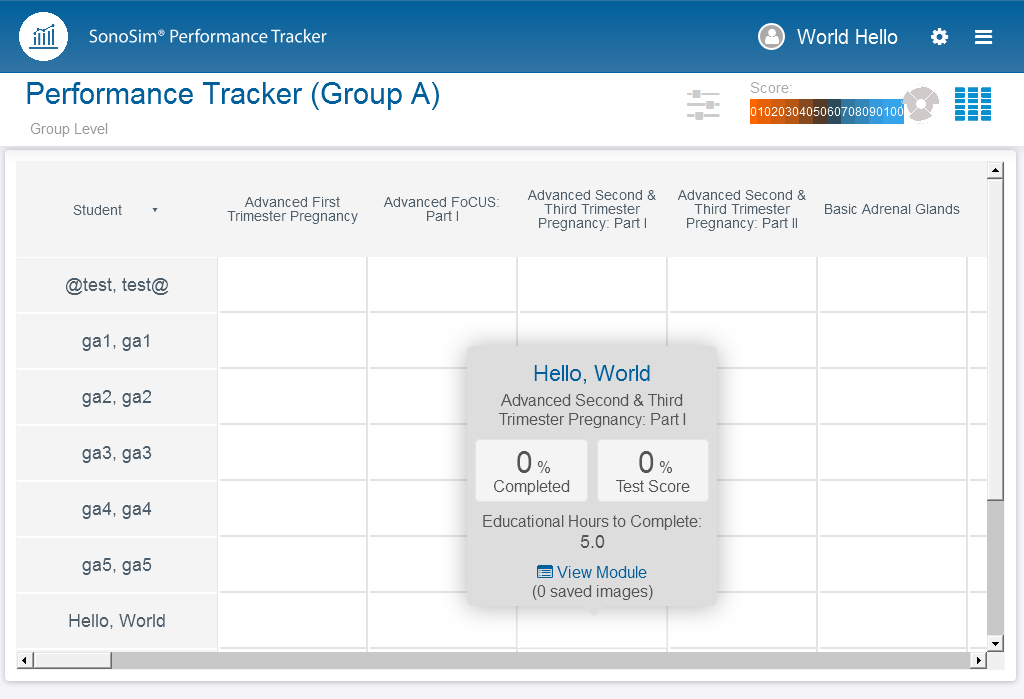 SonoSim® Performance Tracker
World Hello
Performance Tracker (Group A)
Group Level
Score:
0102030405060708090100
Student
Advanced First
Trimester Pregnancy
Advanced FoCUS:
Part I
Advanced Second &
Third Trimester
Pregnancy: Part I
Advanced Second &
Third Trimester
Pregnancy: Part II
Basic Adrenal Glands
@test, test@
ga1, ga1
ga2, ga2
ga3, ga3
ga4, ga4
ga5, ga5
Hello, World
Hello, World
Advanced Second & Third
Trimester Pregnancy: Part I
0 %
Completed
0 %
Test Score
Educational Hours to Complete:
5.0
View Module
(0 saved images)